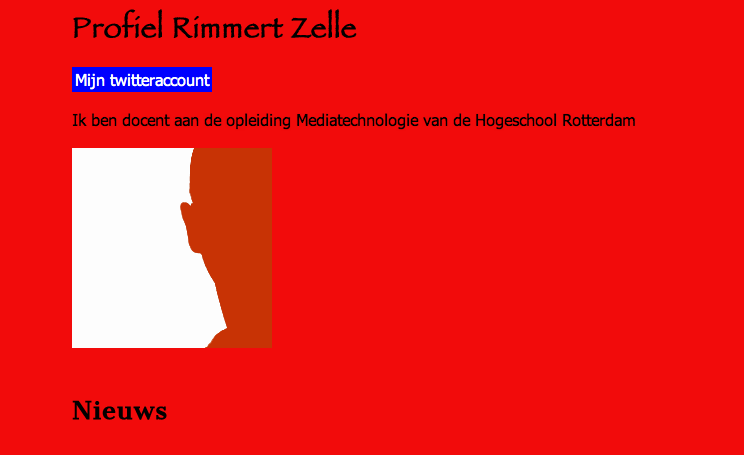 Profiel Rimmert Zelle
Mijn twitteraccount
Ik ben docent aan de opleiding Mediatechnologie van de Hogeschool Rotterdam
Nieuws